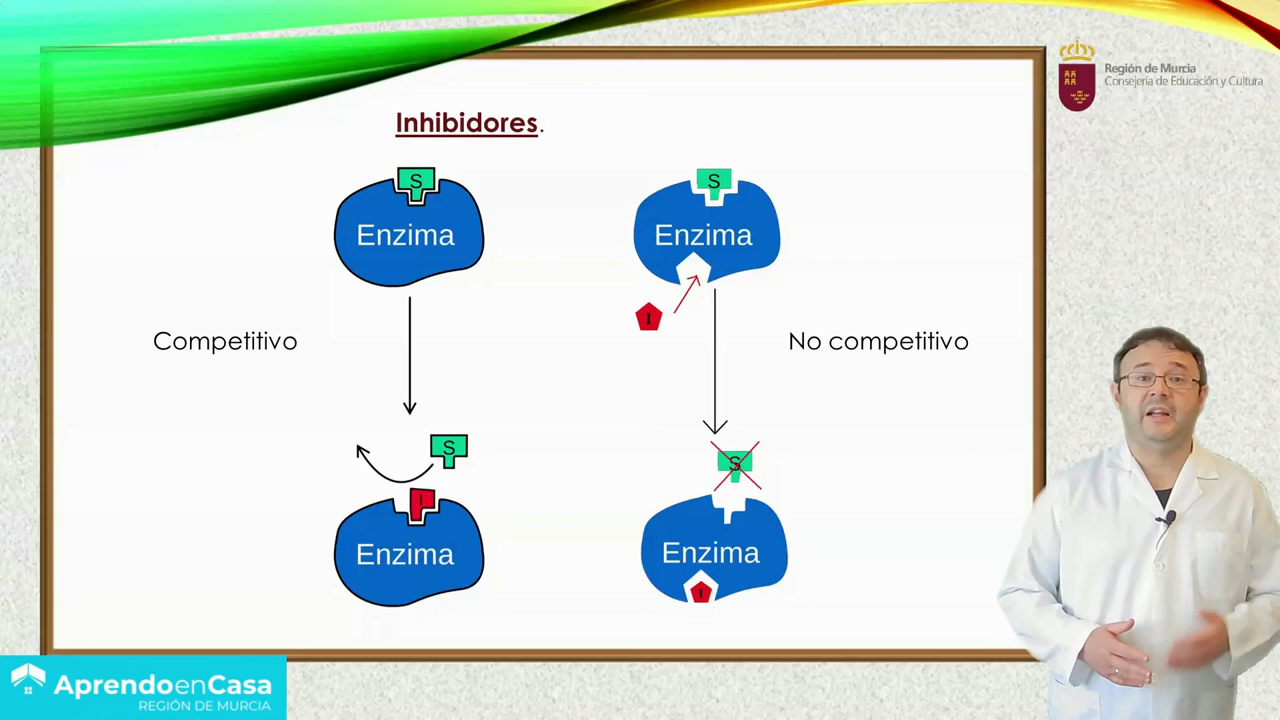 Región de Murcia
Consejería de Educación y Cultura
Inhibidores.
S
S
Enzima
Enzima
I
Competitivo
No competitivo
S
S
I
Enzima
Enzima
I
AprendoenCasa
REGIÓN DE MURCIA